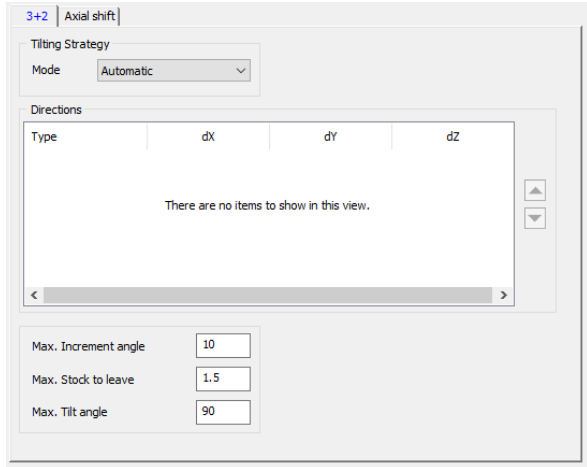 3+2 Axial shift
Tilting Strategy
Mode Automatic
Directions
Type dX dY dZ
There are no items to show in this view.
Max. Increment angle 10
Max. Stock to leave 1.5
Max. Tilt angle 90